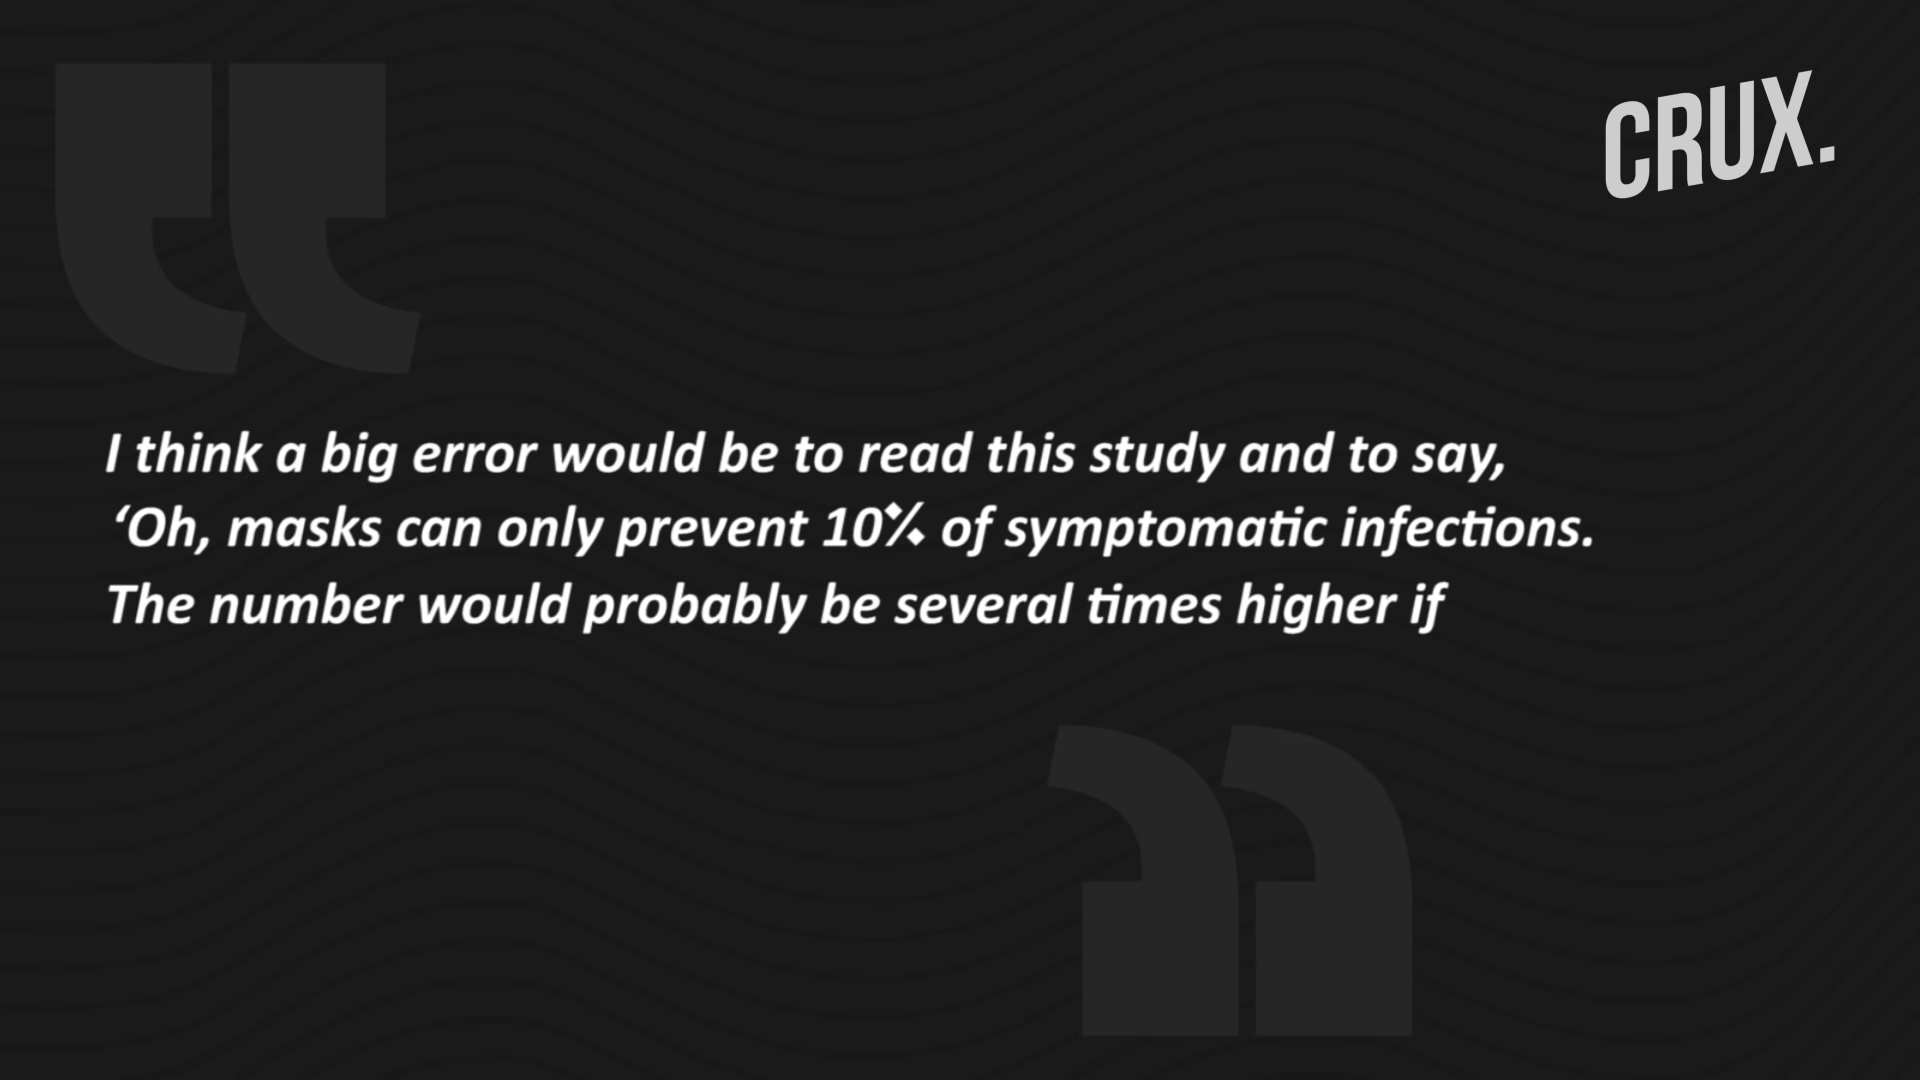 CRUX.
I think a big error would be to read this study and to say,
‘Oh, masks can only prevent 10% of symptomatic infections.
The number would probably be several times higher if